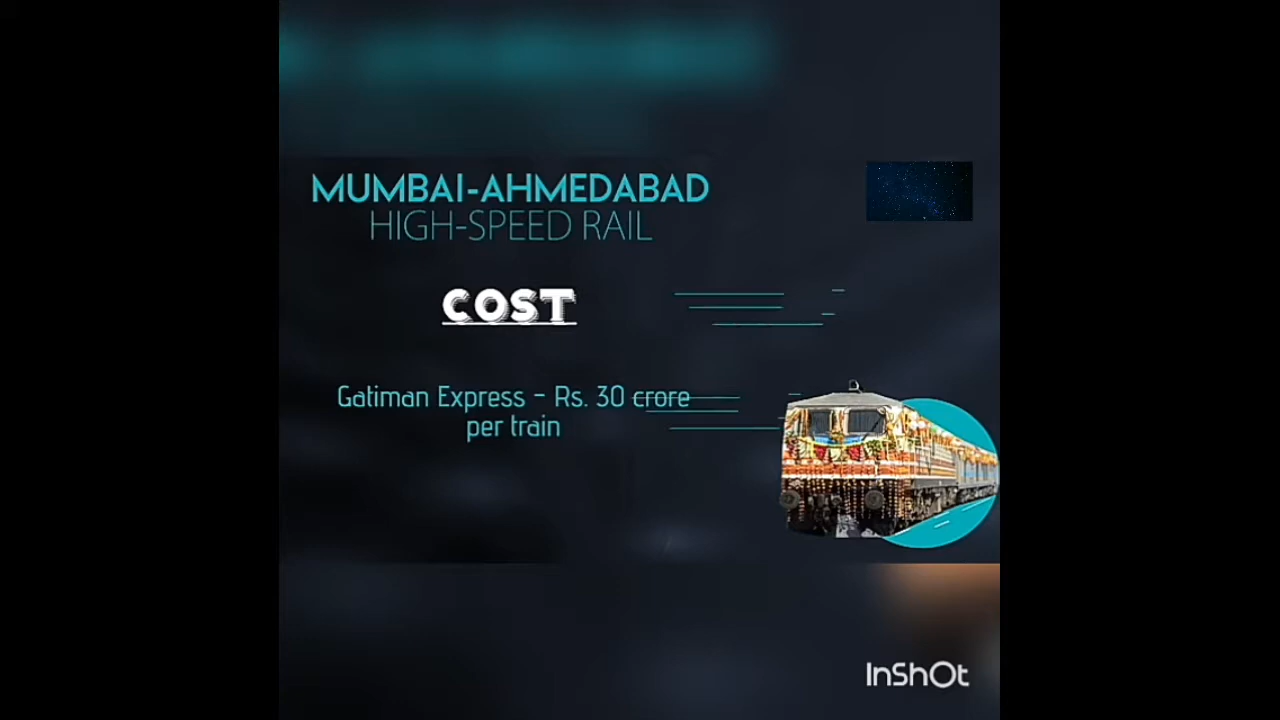 MUMBAI-AHMEDABAD
HIGH-SPEED RAIL
COST
Gatiman Express - Rs. 30 crore
per train
InShOt